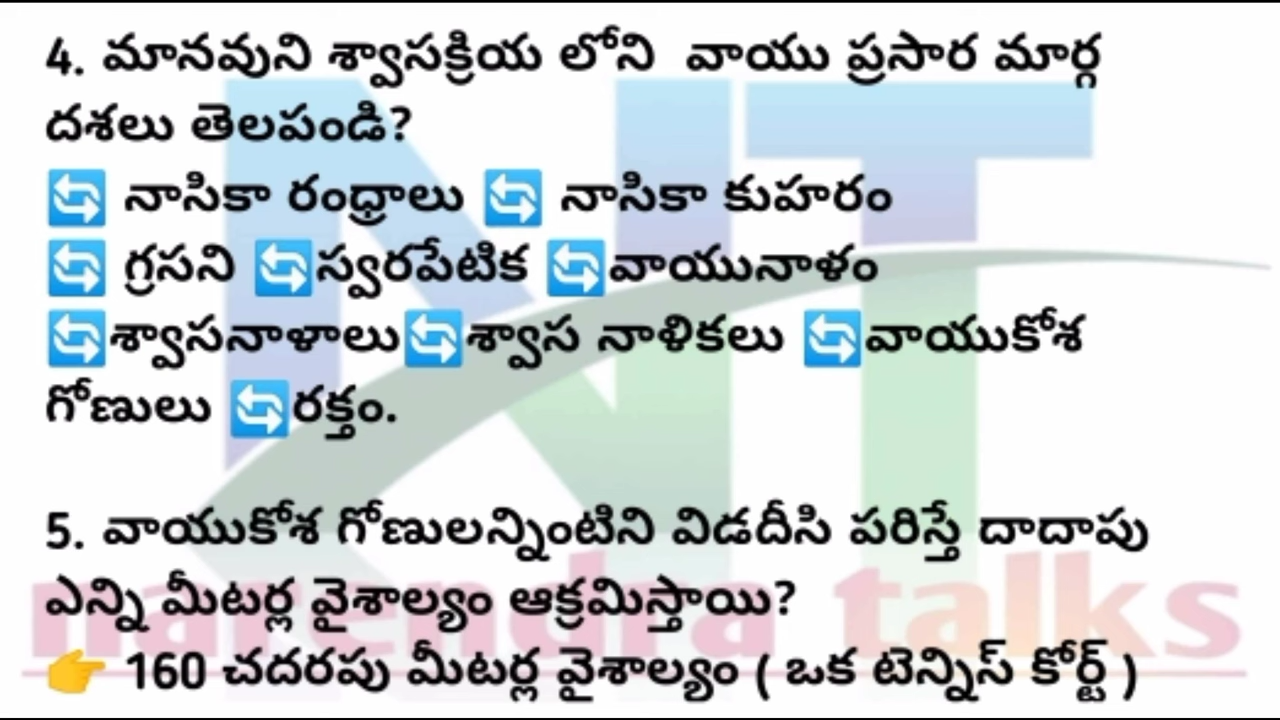 4. మానవుని శ్వాసక్రియ లోని వాయు ప్రసార మార్గ
దశలు తెలపండి?
🔄 నాసికా రంధ్రాలు 🔄 నాసికా కుహరం
🔄 గ్రసని 🔄స్వరపేటిక 🔄వాయునాళం
🔄శ్వాసనాళాలు🔄శ్వాస నాళికలు 🔄వాయుకోశ
గోణులు 🔄రక్తం.
5. వాయుకోశ గోణులన్నింటిని విడదీసి పరిస్తే దాదాపు
ఎన్ని మీటర్ల వైశాల్యం ఆక్రమిస్తాయి?
👉 160 చదరపు మీటర్ల వైశాల్యం ( ఒక టెన్నిస్ కోర్ట్ )
NT
narendra talks